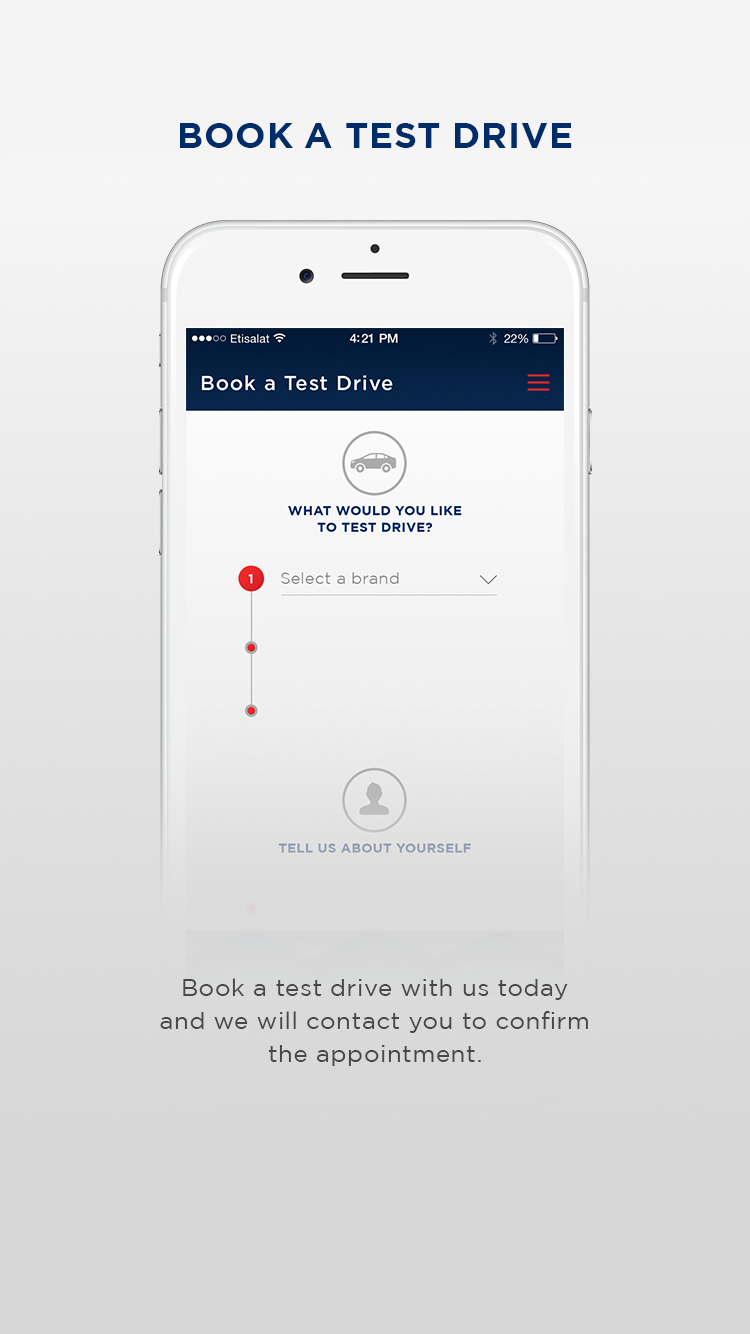 BOOK A TEST DRIVE
Etisalat 4:21 PM 22%
Book a Test Drive
WHAT WOULD YOU LIKE
TO TEST DRIVE?
1 Select a brand
TELL US ABOUT YOURSELF
Book a test drive with us today
and we will contact you to confirm
the appointment.